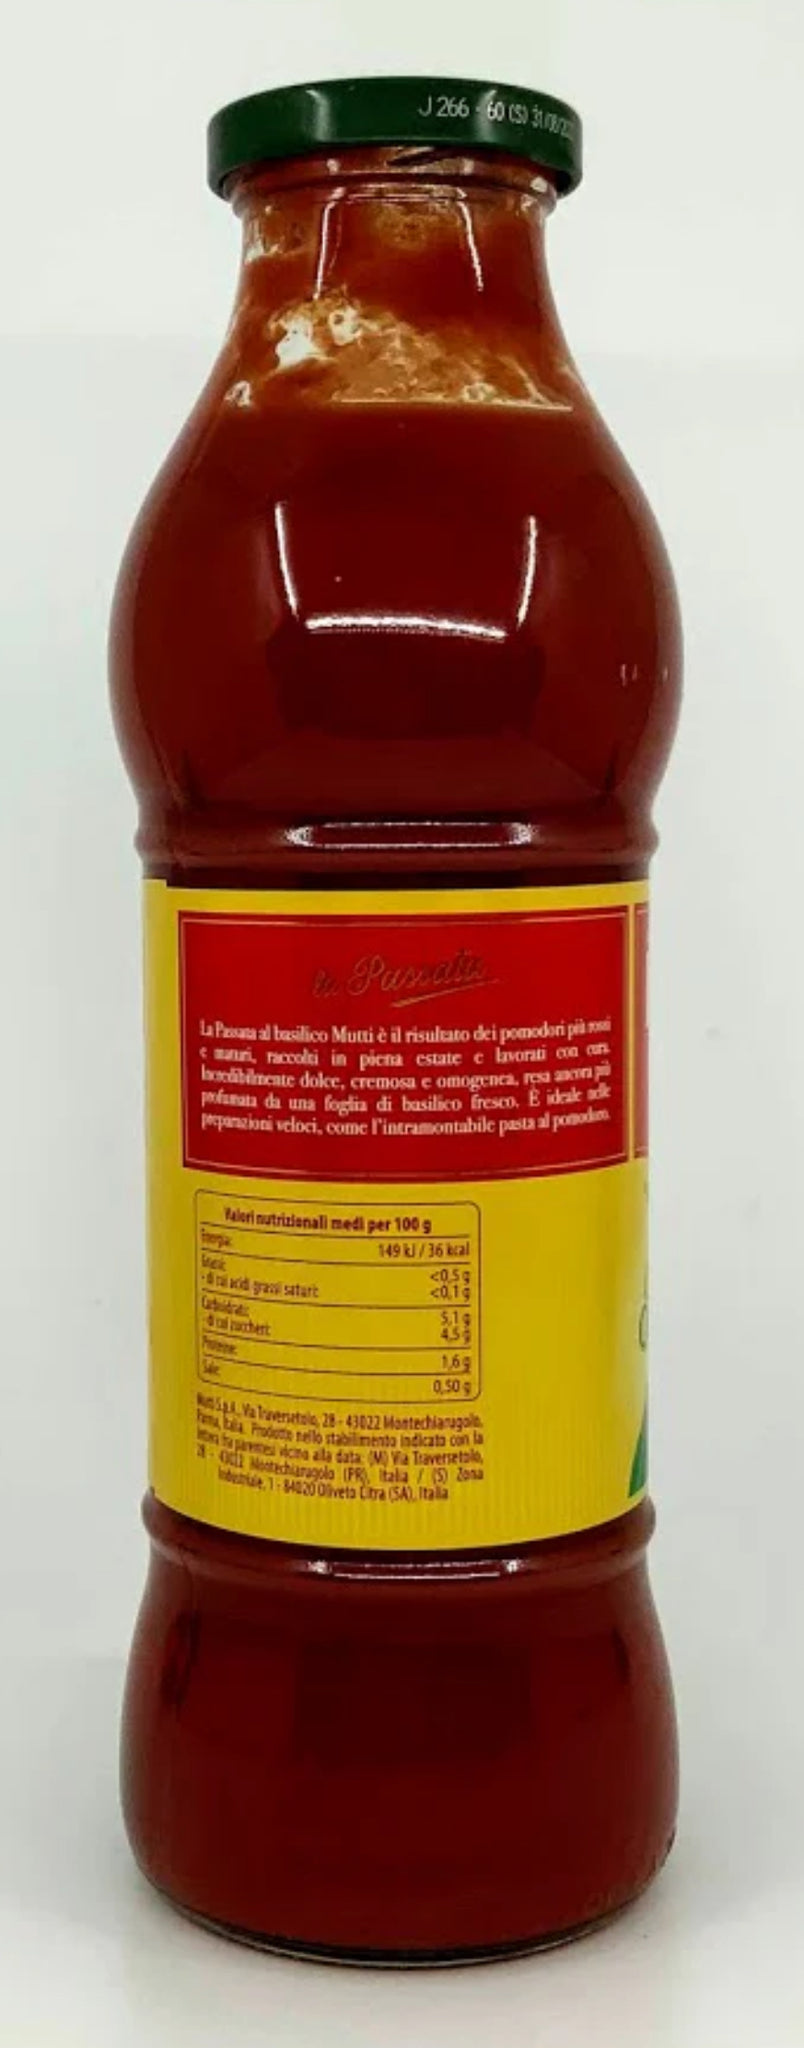 J 266 - 60 (S) 31/08/
la Passata
La Passata al basilico Mutti è il risultato dei pomodori più rossi
e maturi, raccolti in piena estate e lavorati con cura.
Incredibilmente dolce, cremosa e omogenea, resa ancora più
profumata da una foglia di basilico fresco. È ideale nelle
preparazioni veloci, come l'intramontabile pasta al pomodoro.
Valori nutrizionali medi per 100 g
Energia: 149 kJ / 36 kcal
Grassi: <0,5 g
- di cui acidi grassi saturi: <0,1 g
Carboidrati: 5,1 g
- di cui zuccheri: 4,5 g
Proteine: 1,6 g
Sale: 0,50 g
Mutti S.p.A., Via Traversetolo, 28 - 43022 Montechiarugolo,
Parma, Italia. Prodotto nello stabilimento indicato con la
lettera fra parentesi vicino alla data: (M) Via Traversetolo,
28 - 43022 Montechiarugolo (PR), Italia / (S) Zona
Industriale, 1 - 84020 Oliveto Citra (SA), Italia